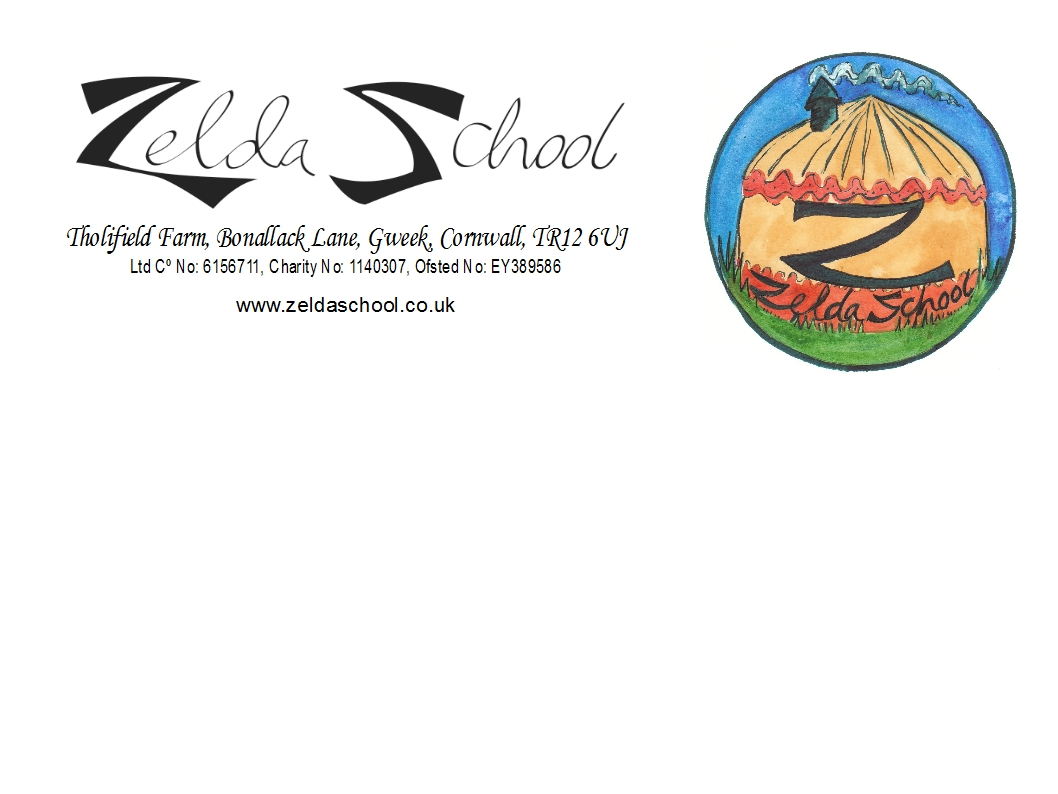 Zelda School
Tholifield Farm, Bonallack Lane, Gweek, Cornwall, TR12 6UJ
Ltd Cº No: 6156711, Charity No: 1140307, Ofsted No: EY389586
www.zeldaschool.co.uk
Z
Zelda School